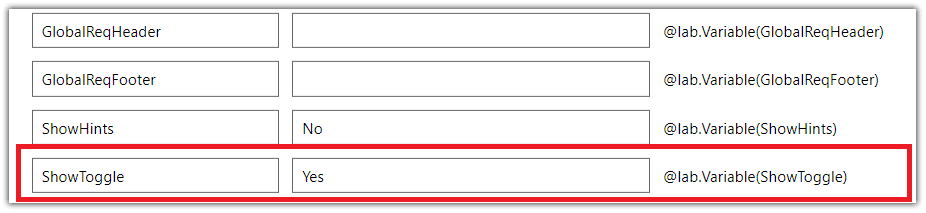 GlobalReqHeader @lab.Variable(GlobalReqHeader)
GlobalReqFooter @lab.Variable(GlobalReqFooter)
ShowHints No @lab.Variable(ShowHints)
ShowToggle Yes @lab.Variable(ShowToggle)